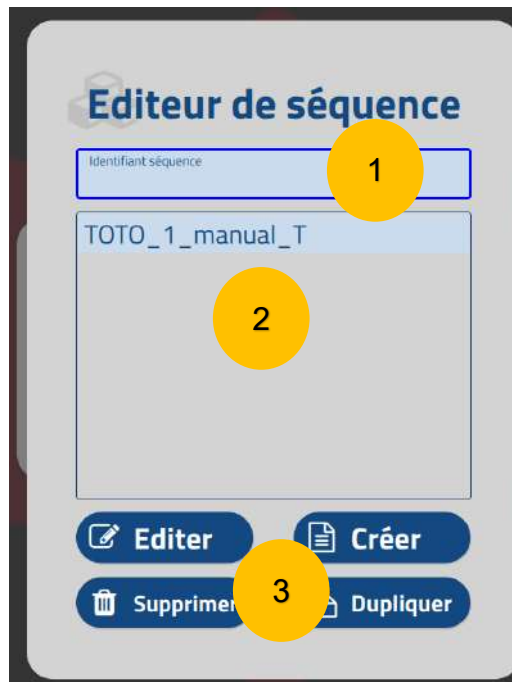 Editeur de séquence
Identifiant séquence
1
TOTO_1_manual_T
2
Editer
Créer
3
Supprimer
Dupliquer